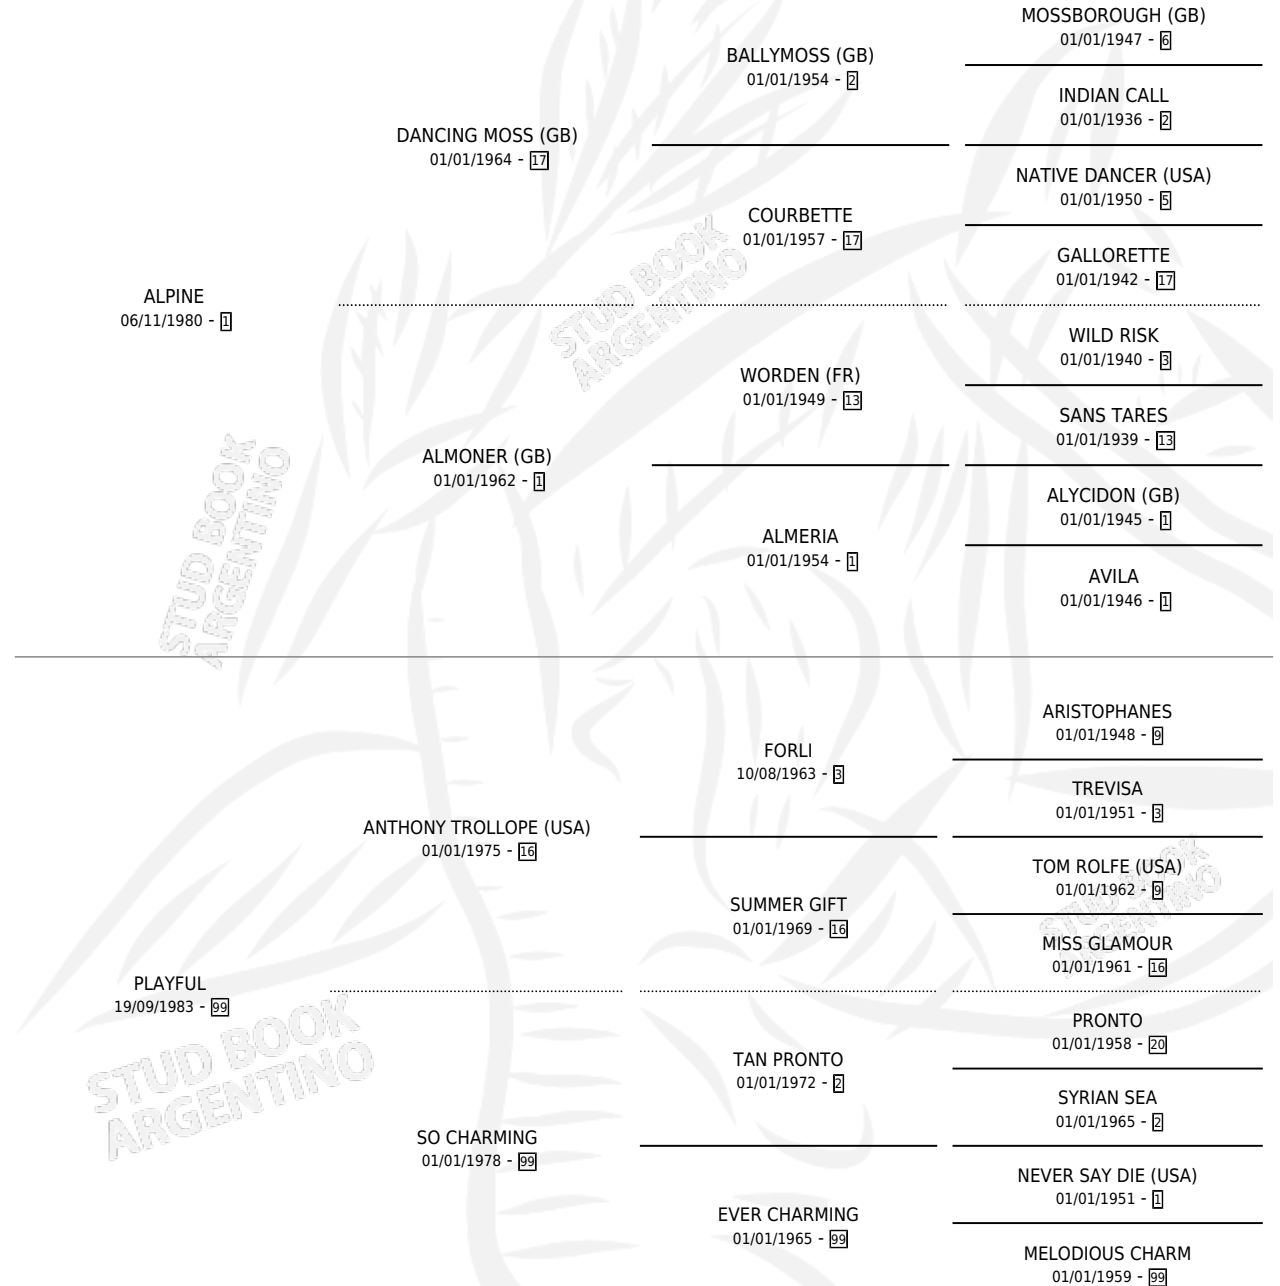 MOSSBOROUGH (GB)
01/01/1947 - 6
BALLYMOSS (GB)
01/01/1954 - 2
INDIAN CALL
01/01/1936 - 2
DANCING MOSS (GB)
01/01/1964 - 17
NATIVE DANCER (USA)
01/01/1950 - 5
COURBETTE
01/01/1957 - 17
GALLORETTE
01/01/1942 - 17
ALPINE
06/11/1980 - 1
STUD BOOK
ARGENTINO
WILD RISK
01/01/1940 - 3
WORDEN (FR)
01/01/1949 - 13
SANS TARES
01/01/1939 - 13
ALMONER (GB)
01/01/1962 - 1
ALYCIDON (GB)
01/01/1945 - 1
ALMERIA
01/01/1954 - 1
AVILA
01/01/1946 - 1
STUD BOOK
ARGENTINO
ARISTOPHANES
01/01/1948 - 9
FORLI
10/08/1963 - 3
TREVISA
01/01/1951 - 3
ANTHONY TROLLOPE (USA)
01/01/1975 - 16
TOM ROLFE (USA)
01/01/1962 - 9
SUMMER GIFT
01/01/1969 - 16
STUD BOOK
ARGENTINO
MISS GLAMOUR
01/01/1961 - 16
PLAYFUL
19/09/1983 - 99
PRONTO
01/01/1958 - 20
TAN PRONTO
01/01/1972 - 2
STUD BOOK
ARGENTINO
SYRIAN SEA
01/01/1965 - 2
SO CHARMING
01/01/1978 - 99
NEVER SAY DIE (USA)
01/01/1951 - 1
EVER CHARMING
01/01/1965 - 99
MELODIOUS CHARM
01/01/1959 - 99